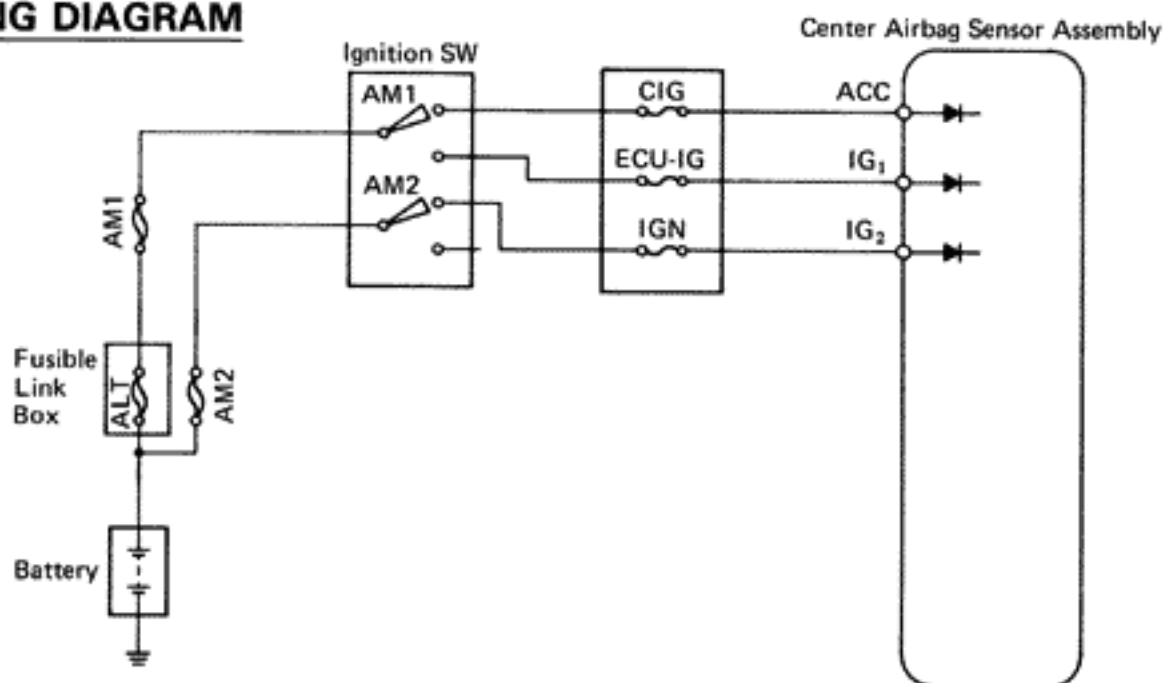 NG DIAGRAM
Center Airbag Sensor Assembly
Ignition SW
AM1
CIG
ACC
ECU-IG
IG₁
AM2
AM1
IGN
IG₂
Fusible
Link
Box
ALT
AM2
Battery